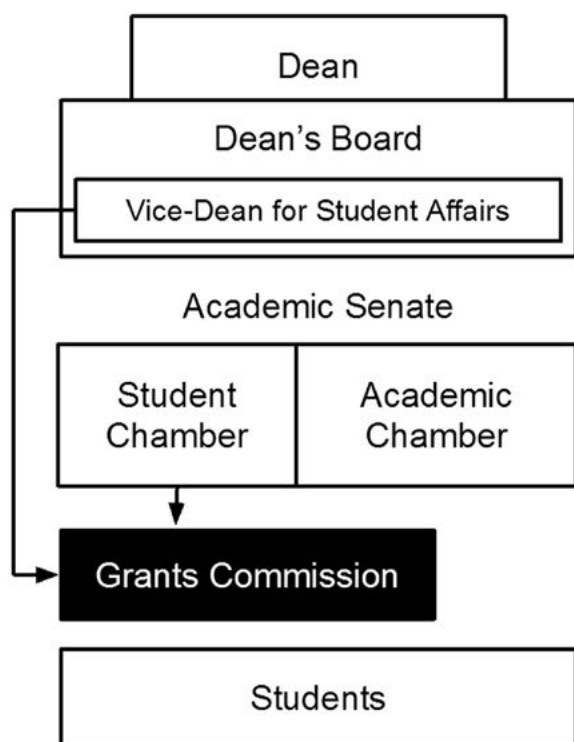 Dean
Dean's Board
Vice-Dean for Student Affairs
Academic Senate
Student
Chamber
Academic
Chamber
Grants Commission
Students